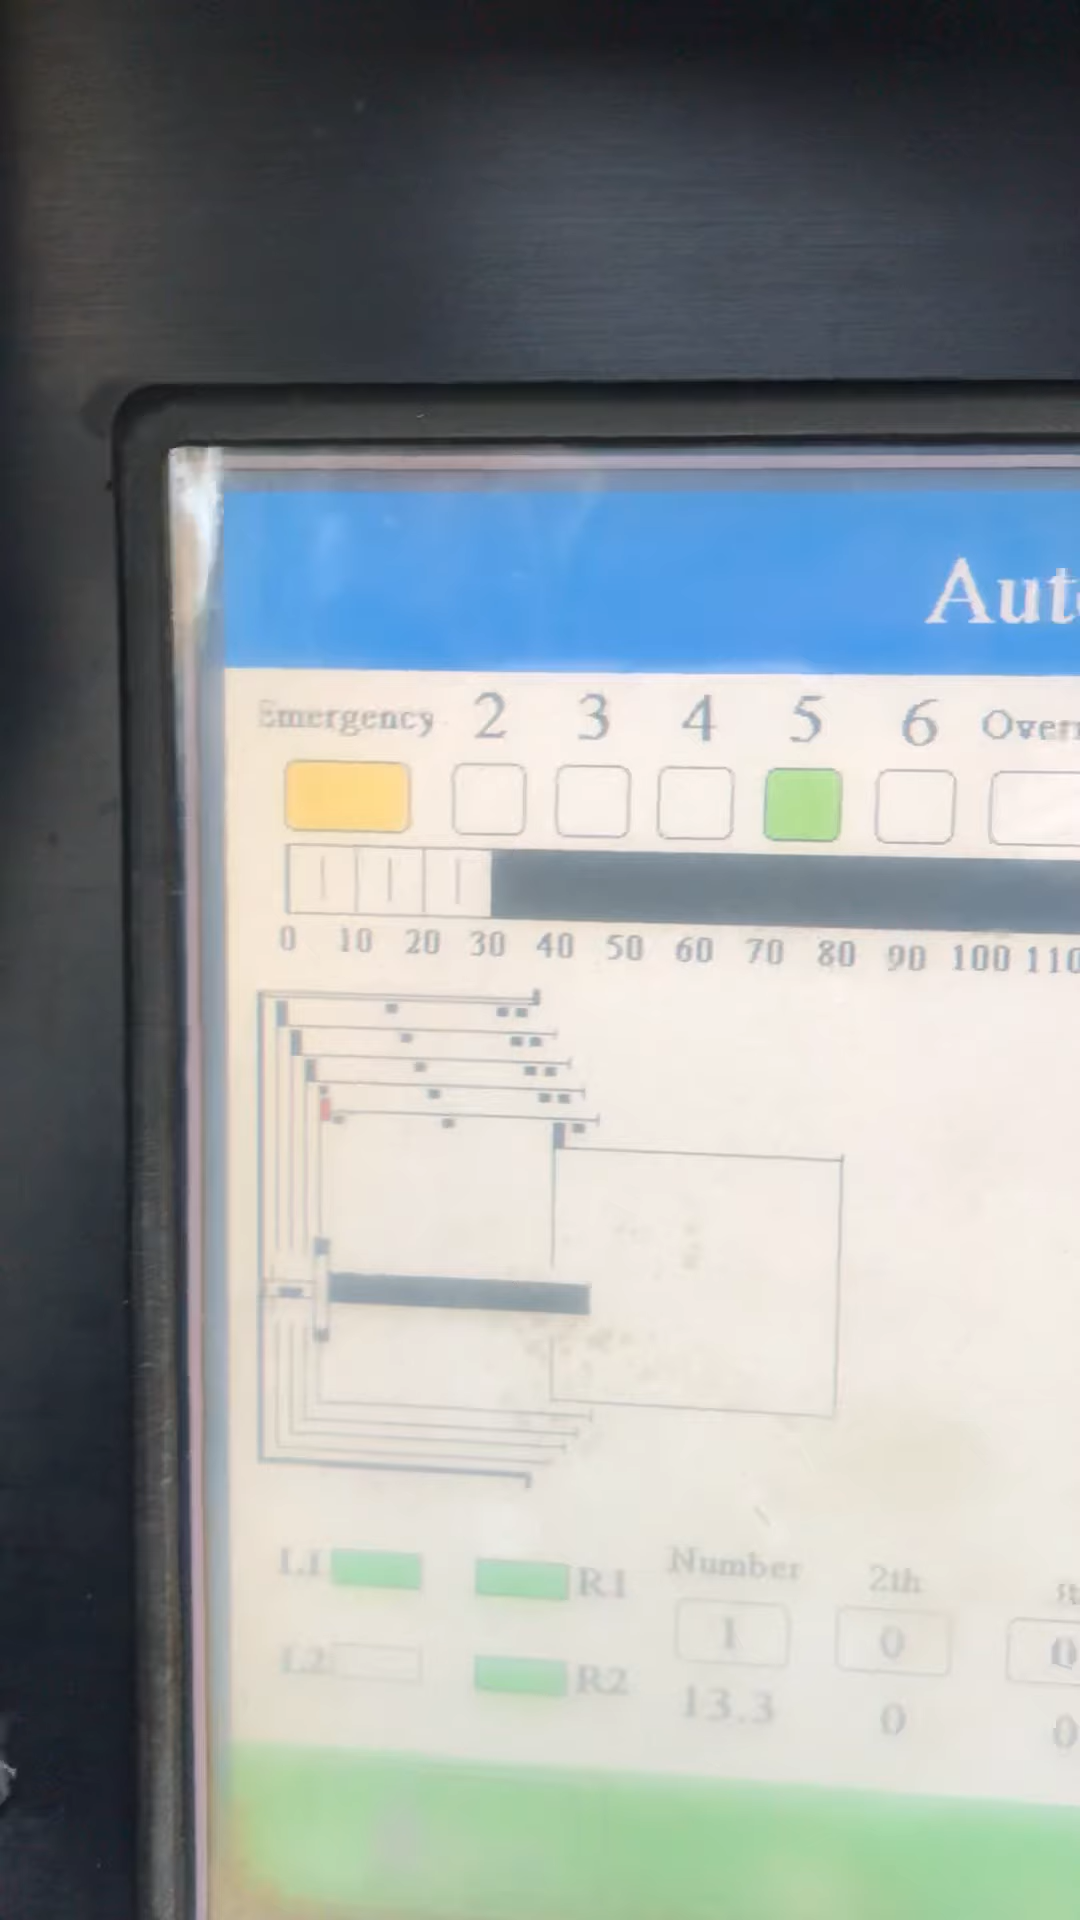 Aut
Emergency 2 3 4 5 6 Over
0 10 20 30 40 50 60 70 80 90 100 110
L1 R1 Number 2th st
1 0 0
L2 R2
13.3 0 0